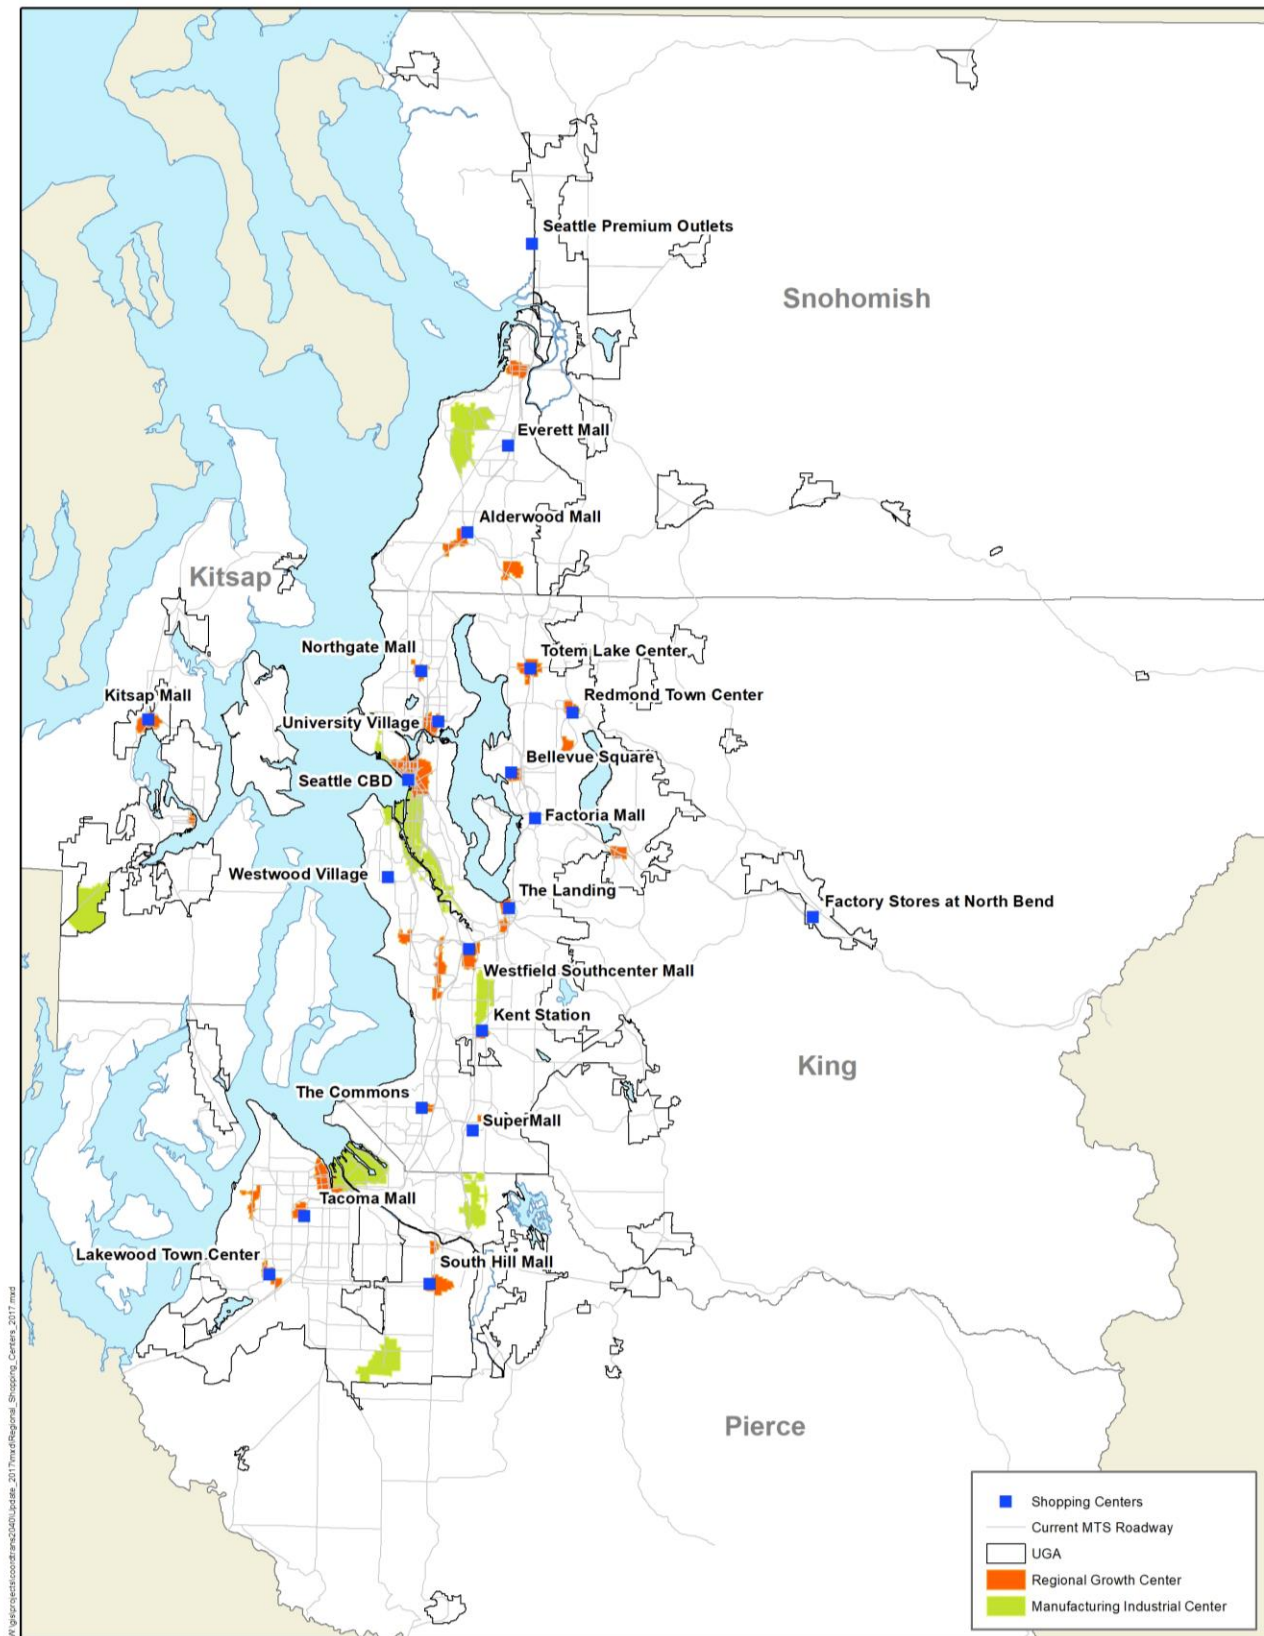 Seattle Premium Outlets
Snohomish
Everett Mall
Alderwood Mall
Kitsap
Northgate Mall
Totem Lake Center
Kitsap Mall
Redmond Town Center
University Village
Bellevue Square
Seattle CBD
Factoria Mall
Westwood Village
The Landing
Factory Stores at North Bend
Westfield Southcenter Mall
Kent Station
King
The Commons
SuperMall
Tacoma Mall
Lakewood Town Center
South Hill Mall
Pierce
Shopping Centers
Current MTS Roadway
UGA
Regional Growth Center
Manufacturing Industrial Center